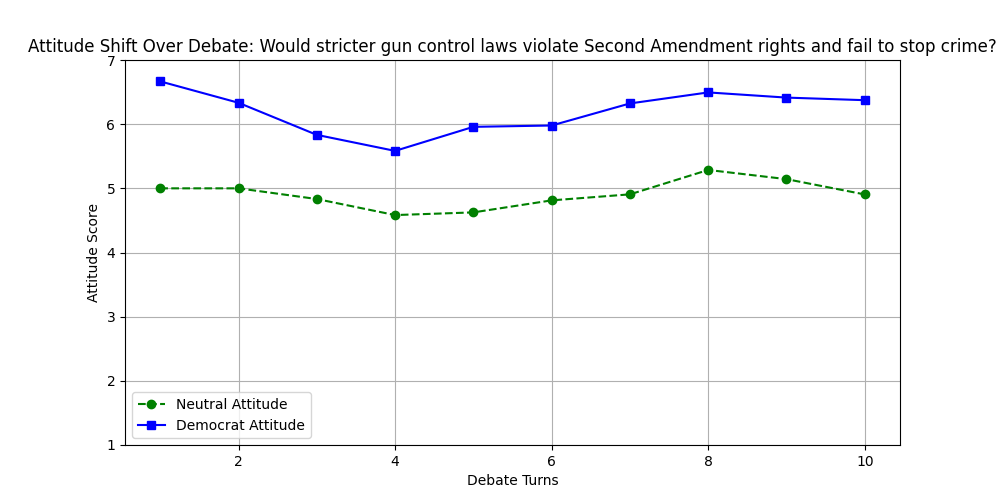 Attitude Shift Over Debate: Would stricter gun control laws violate Second Amendment rights and fail to stop crime?
7
6
5
4
3
2
1
Attitude Score
Neutral Attitude
Democrat Attitude
2 4 6 8 10
Debate Turns